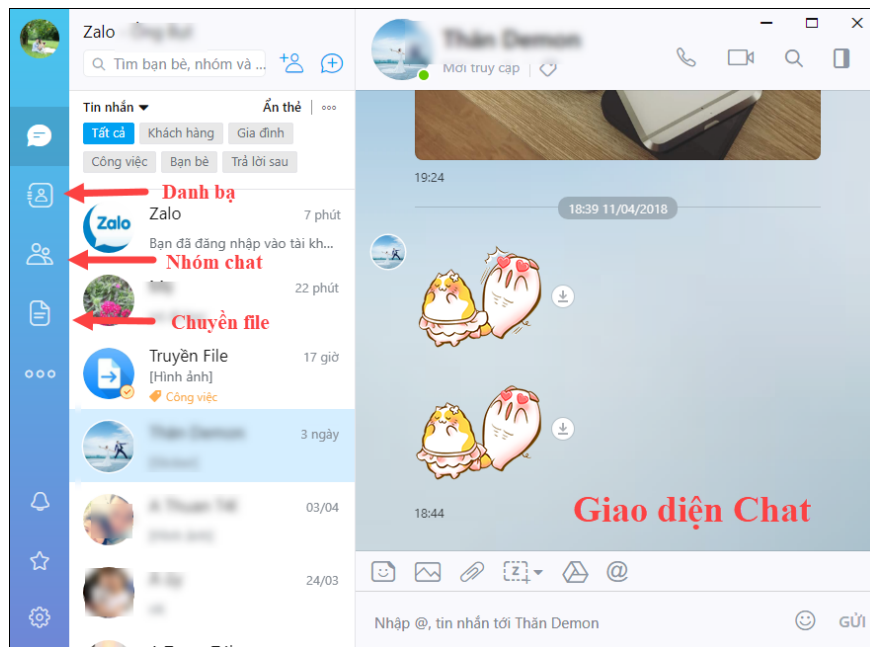 Zalo
Tìm bạn bè, nhóm và ...
Tin nhắn
Ẩn thẻ
Tất cả
Khách hàng
Gia đình
Công việc
Bạn bè
Trả lời sau
Danh bạ
Zalo
Zalo
7 phút
Bạn đã đăng nhập vào tài kh...
Nhóm chat
22 phút
Chuyền file
Truyền File
17 giờ
[Hình ảnh]
Công việc
3 ngày
03/04
24/03
Mới truy cập
19:24
18:39 11/04/2018
18:44
Giao diện Chat
Nhập @, tin nhắn tới Thăn Demon
GỬI